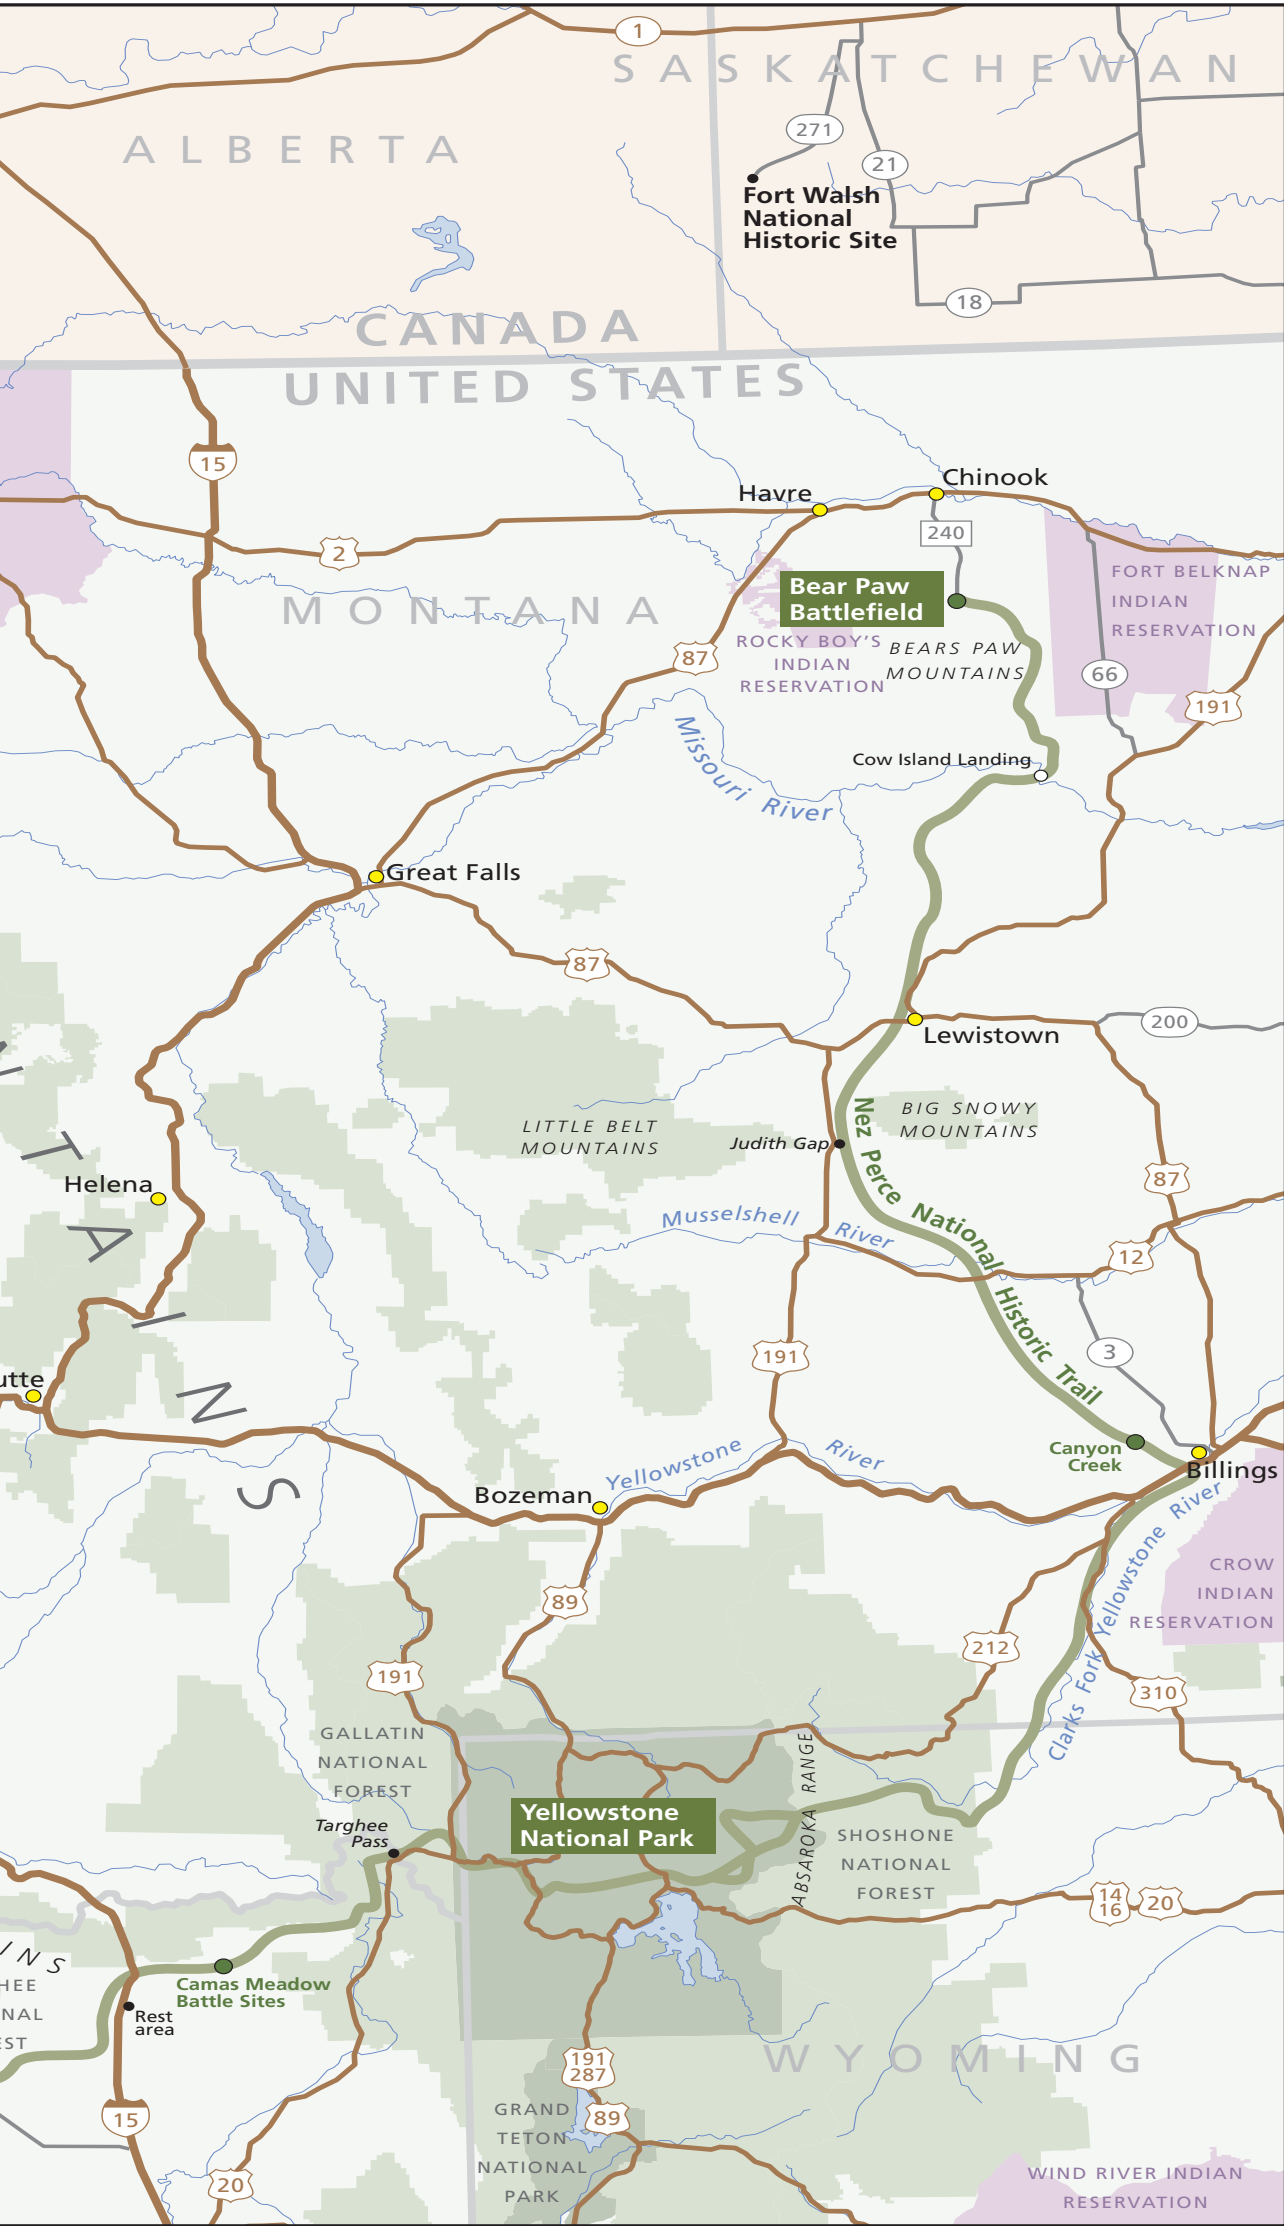 1
SASKATCHEWAN
ALBERTA
271
21
Fort Walsh
National
Historic Site
18
CANADA
UNITED STATES
15
Chinook
Havre
240
2
FORT BELKNAP
INDIAN
RESERVATION
Bear Paw
Battlefield
MONTANA
ROCKY BOY'S
INDIAN
RESERVATION
BEARS PAW
MOUNTAINS
87
66
191
Missouri River
Cow Island Landing
Great Falls
87
200
Lewistown
Nez Perce National Historic Trail
BIG SNOWY
MOUNTAINS
LITTLE BELT
MOUNTAINS
Judith Gap
Helena
87
Musselshell River
12
T A I N S
191
3
utte
Canyon
Creek
Billings
Yellowstone River
Bozeman
Clarks Fork Yellowstone River
CROW
INDIAN
RESERVATION
89
212
191
310
GALLATIN
NATIONAL
FOREST
ABSAROKA RANGE
Yellowstone
National Park
Targhee
Pass
SHOSHONE
NATIONAL
FOREST
14
16
20
INS
HEE
NAL
EST
Camas Meadow
Battle Sites
Rest
area
WYOMING
191
287
15
89
GRAND
TETON
NATIONAL
PARK
20
WIND RIVER INDIAN
RESERVATION